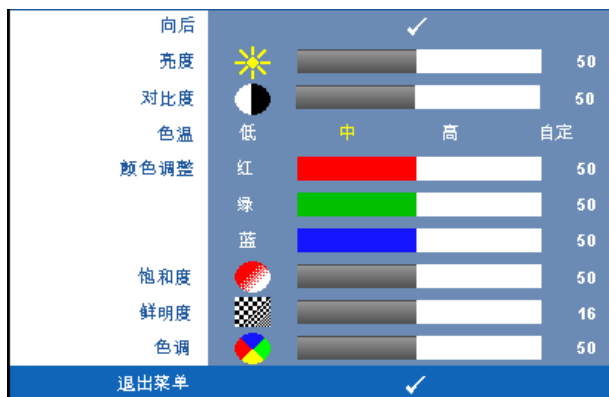 向后
亮度 50
对比度 50
色温 低 中 高 自定
颜色调整 红 50
绿 50
蓝 50
饱和度 50
鲜明度 16
色调 50
退出菜单